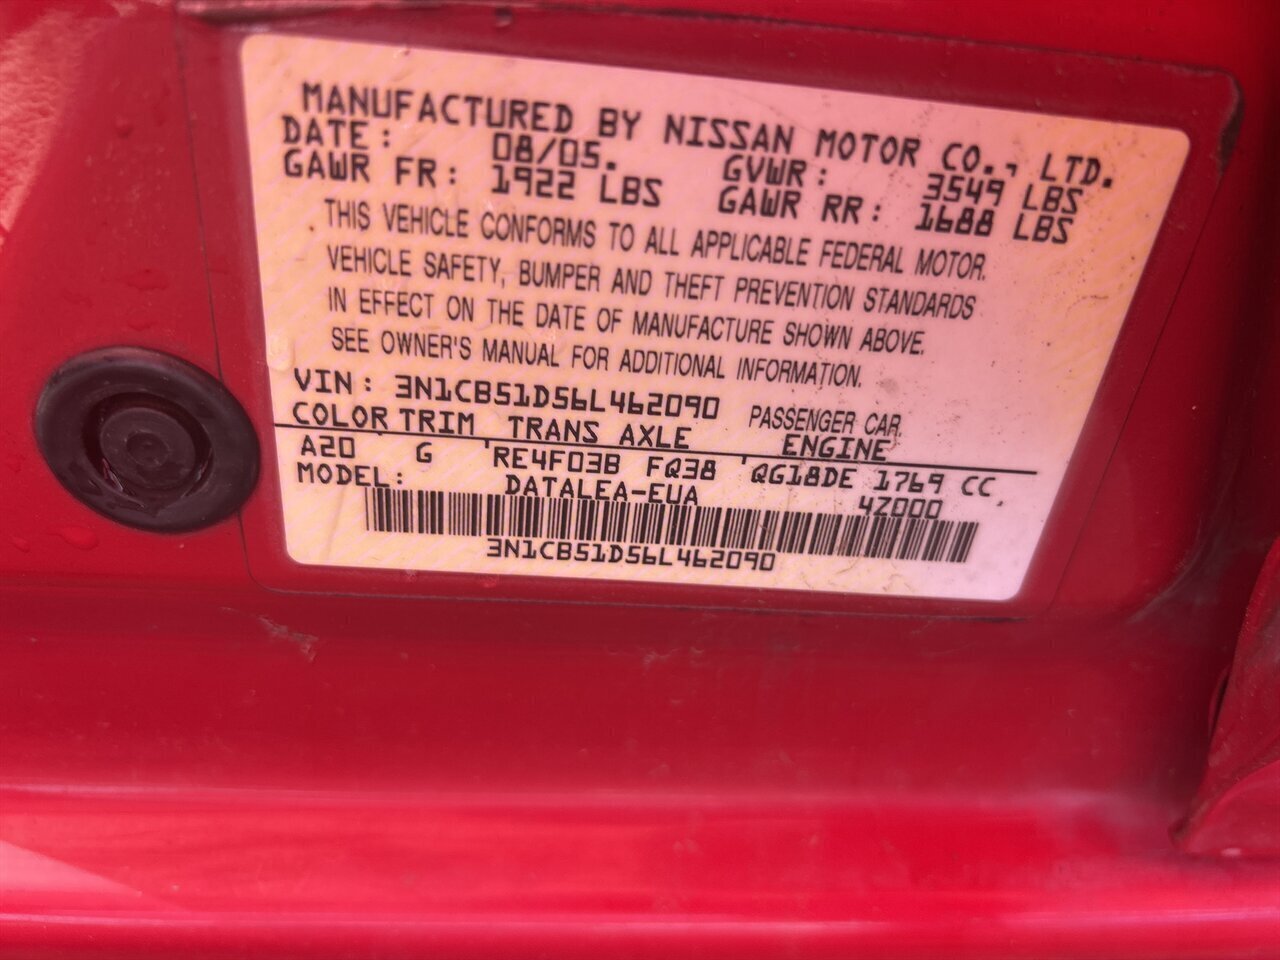 MANUFACTURED BY NISSAN MOTOR CO., LTD.
DATE: 08/05. GVWR: 3549 LBS
GAWR FR: 1922 LBS GAWR RR: 1688 LBS
THIS VEHICLE CONFORMS TO ALL APPLICABLE FEDERAL MOTOR
VEHICLE SAFETY, BUMPER AND THEFT PREVENTION STANDARDS
IN EFFECT ON THE DATE OF MANUFACTURE SHOWN ABOVE.
SEE OWNER'S MANUAL FOR ADDITIONAL INFORMATION.
VIN: 3N1CB51D56L462090 PASSENGER CAR
COLOR TRIM TRANS AXLE ENGINE
A20 G RE4F03B FQ38 QG18DE 1769 CC
MODEL: DATALEA-EUA 4Z000
3N1CB51D56L462090